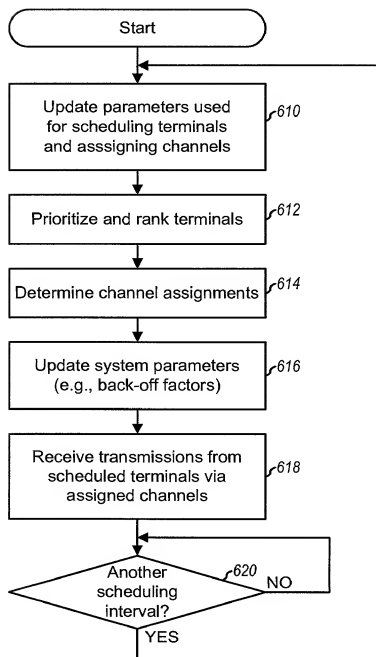 Start
Update parameters used
for scheduling terminals
and asssigning channels
610
Prioritize and rank terminals
612
Determine channel assignments
614
Update system parameters
(e.g., back-off factors)
616
Receive transmissions from
scheduled terminals via
assigned channels
618
Another
scheduling
interval?
620
NO
YES